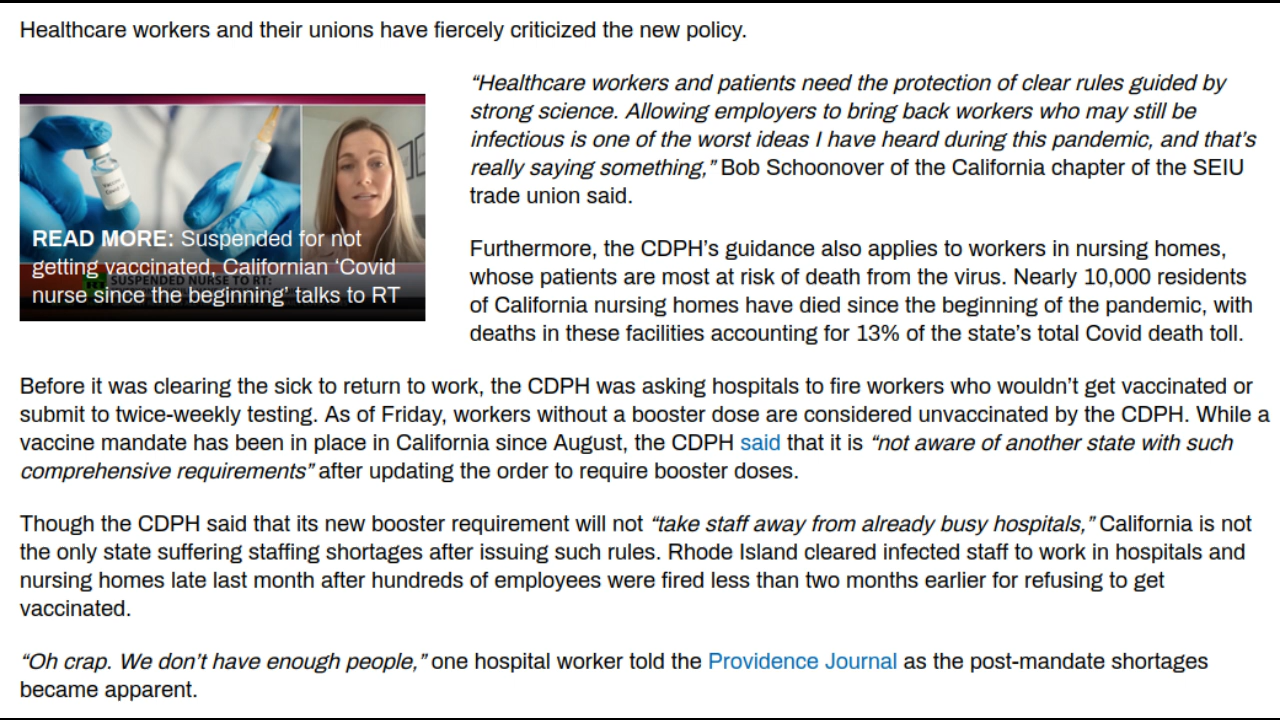 Healthcare workers and their unions have fiercely criticized the new policy.
READ MORE: Suspended for not
getting vaccinated, Californian ‘Covid
nurse since the beginning’ talks to RT
SUSPENDED NURSE TO RT:
“Healthcare workers and patients need the protection of clear rules guided by
strong science. Allowing employers to bring back workers who may still be
infectious is one of the worst ideas I have heard during this pandemic, and that’s
really saying something,” Bob Schoonover of the California chapter of the SEIU
trade union said.
Furthermore, the CDPH’s guidance also applies to workers in nursing homes,
whose patients are most at risk of death from the virus. Nearly 10,000 residents
of California nursing homes have died since the beginning of the pandemic, with
deaths in these facilities accounting for 13% of the state’s total Covid death toll.
Before it was clearing the sick to return to work, the CDPH was asking hospitals to fire workers who wouldn’t get vaccinated or
submit to twice-weekly testing. As of Friday, workers without a booster dose are considered unvaccinated by the CDPH. While a
vaccine mandate has been in place in California since August, the CDPH said that it is “not aware of another state with such
comprehensive requirements” after updating the order to require booster doses.
Though the CDPH said that its new booster requirement will not “take staff away from already busy hospitals,” California is not
the only state suffering staffing shortages after issuing such rules. Rhode Island cleared infected staff to work in hospitals and
nursing homes late last month after hundreds of employees were fired less than two months earlier for refusing to get
vaccinated.
“Oh crap. We don’t have enough people,” one hospital worker told the Providence Journal as the post-mandate shortages
became apparent.